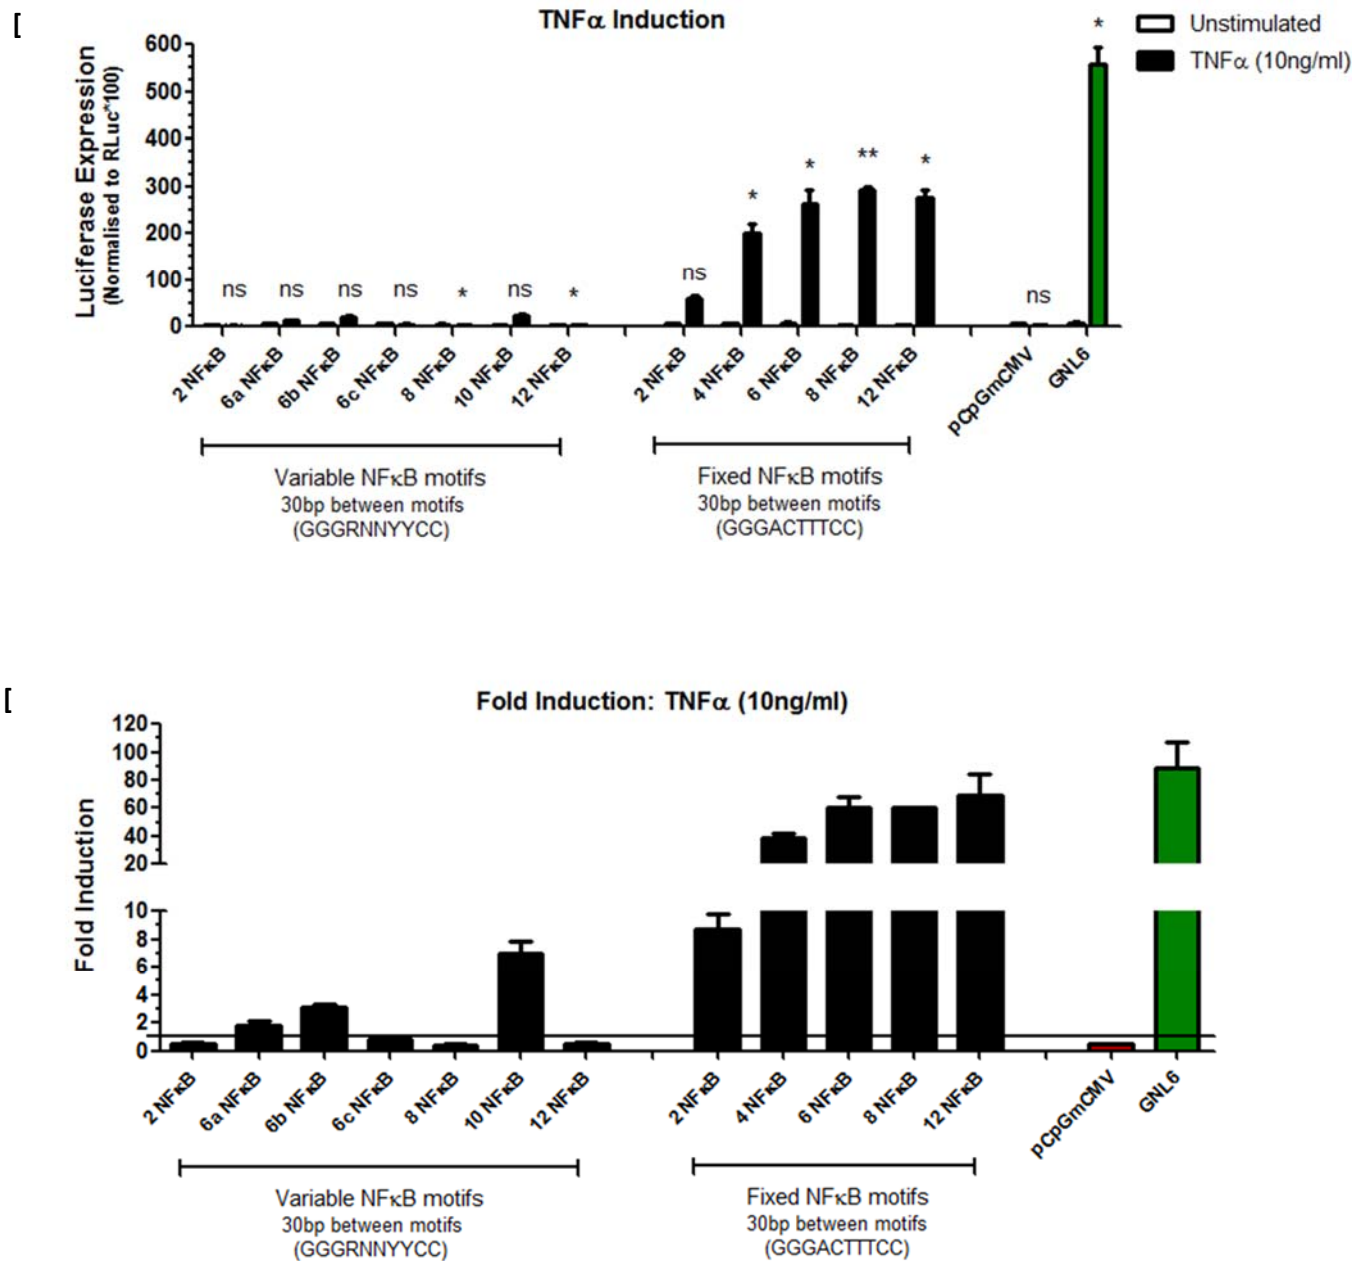 [
TNFα Induction
Unstimulated
TNFα (10ng/ml)
Luciferase Expression
(Normalised to RLuc*100)
600
500
400
300
200
100
0
ns
ns
ns
ns
*
ns
*
ns
*
*
**
*
ns
*
2 NFκB
6a NFκB
6b NFκB
6c NFκB
8 NFκB
10 NFκB
12 NFκB
2 NFκB
4 NFκB
6 NFκB
8 NFκB
12 NFκB
pCpGmCMV
GNL6
Variable NFκB motifs
30bp between motifs
(GGGRNNYYCC)
Fixed NFκB motifs
30bp between motifs
(GGGACTTTCC)
[
Fold Induction: TNFα (10ng/ml)
Fold Induction
120
100
80
60
40
20
10
8
6
4
2
0
2 NFκB
6a NFκB
6b NFκB
6c NFκB
8 NFκB
10 NFκB
12 NFκB
2 NFκB
4 NFκB
6 NFκB
8 NFκB
12 NFκB
pCpGmCMV
GNL6
Variable NFκB motifs
30bp between motifs
(GGGRNNYYCC)
Fixed NFκB motifs
30bp between motifs
(GGGACTTTCC)